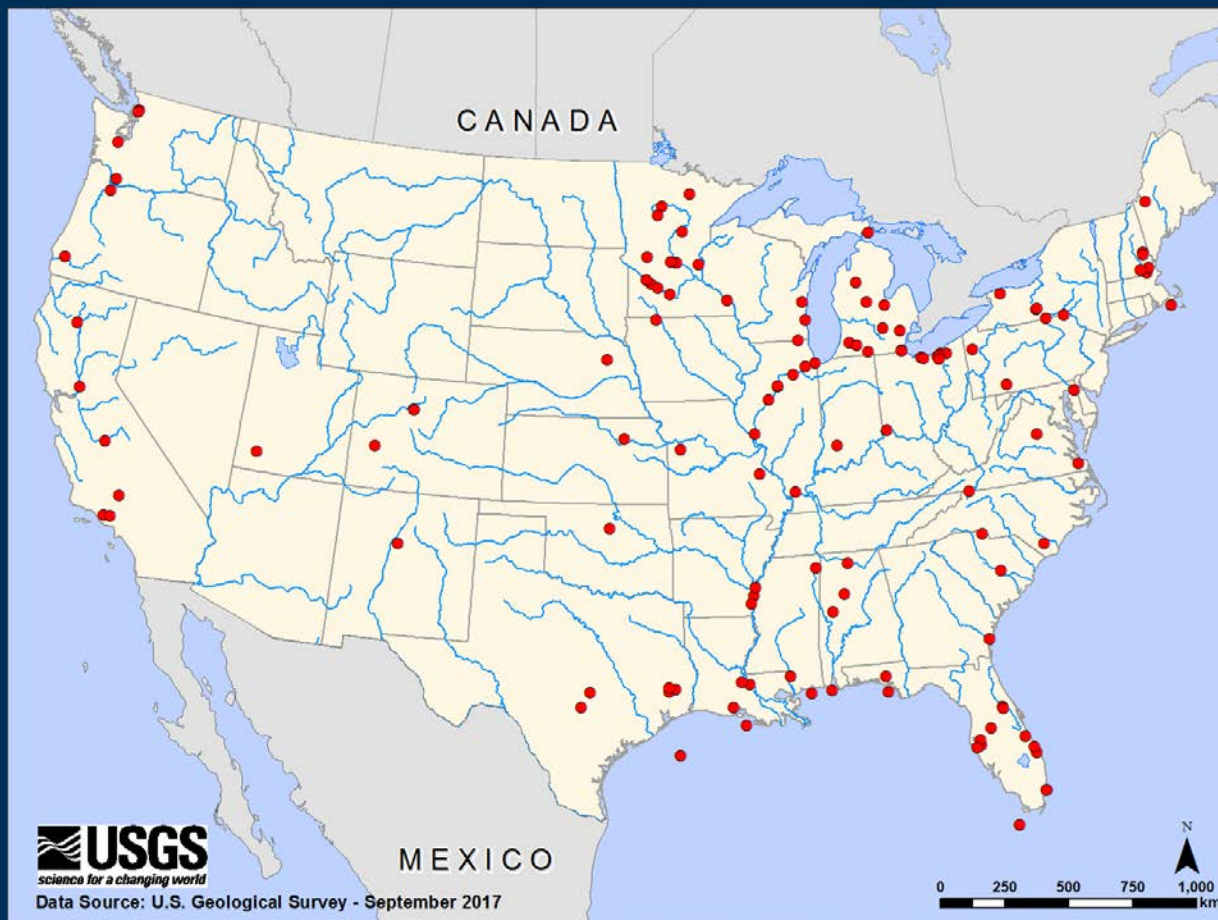 CANADA
MEXICO
USGS
science for a changing world
Data Source: U.S. Geological Survey - September 2017
N
0 250 500 750 1,000
km